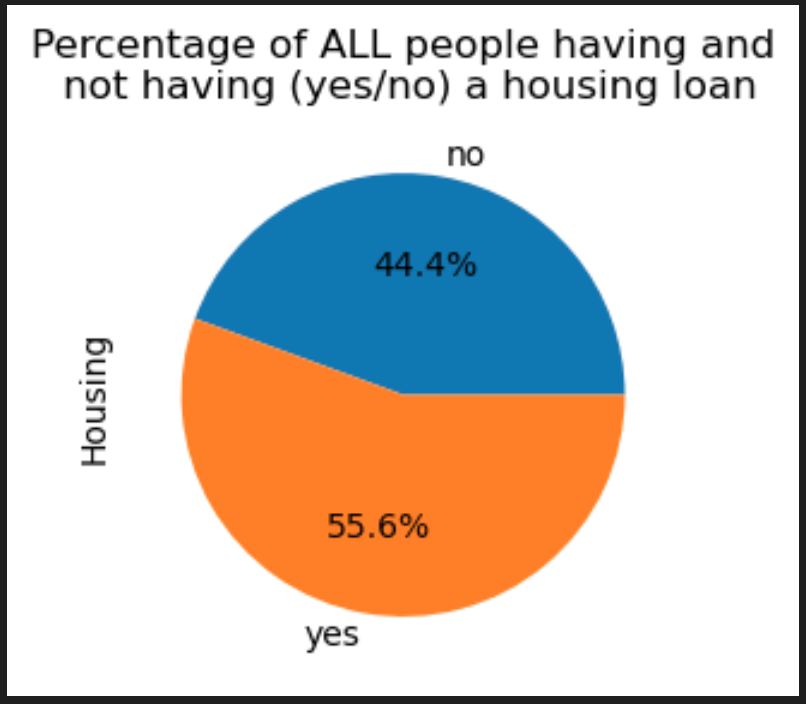 Percentage of ALL people having and
not having (yes/no) a housing loan
no
44.4%
Housing
55.6%
yes